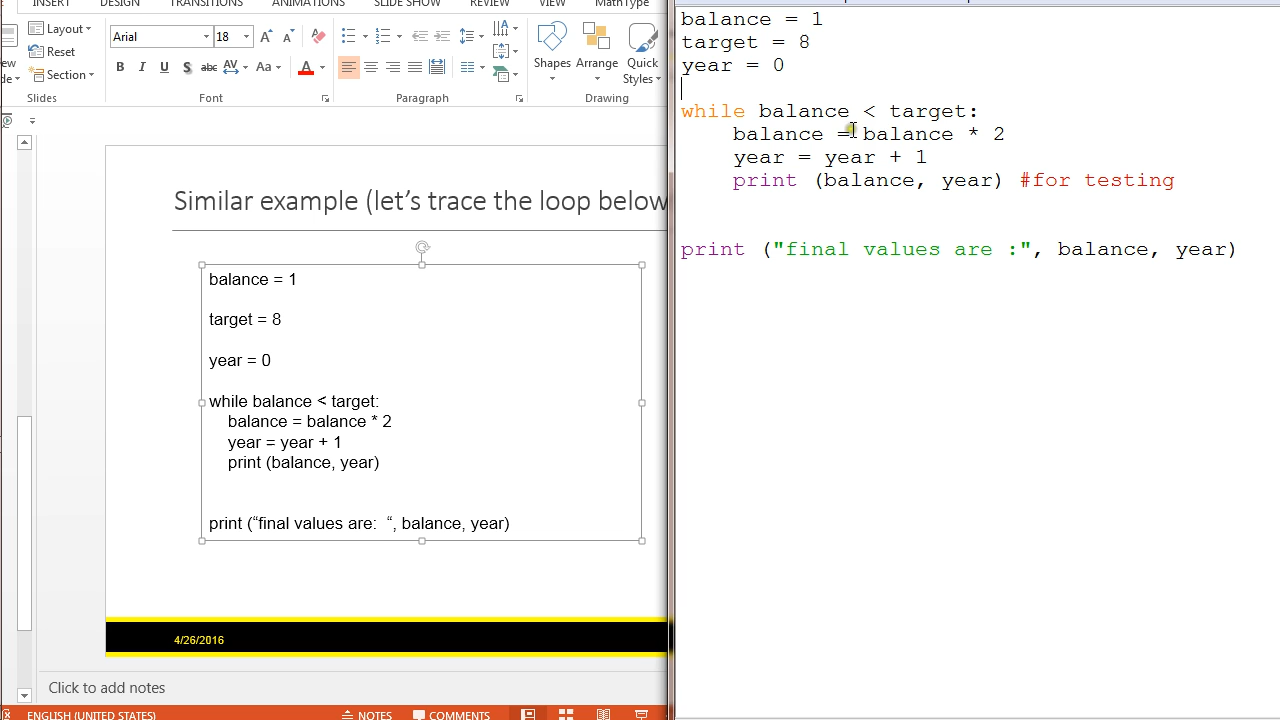 INSERT DESIGN TRANSITIONS ANIMATIONS SLIDE SHOW REVIEW VIEW MathType
Layout
Reset
Section
Slides
Arial 18
B I U S abc AV Aa A
Font
Paragraph
Shapes Arrange Quick
Styles
Drawing
Similar example (let’s trace the loop below
balance = 1
target = 8
year = 0
while balance < target:
balance = balance * 2
year = year + 1
print (balance, year)
print (“final values are: “, balance, year)
4/26/2016
Click to add notes
ENGLISH (UNITED STATES) NOTES COMMENTS
balance = 1
target = 8
year = 0
while balance < target:
balance = balance * 2
year = year + 1
print (balance, year) #for testing
print ("final values are :", balance, year)